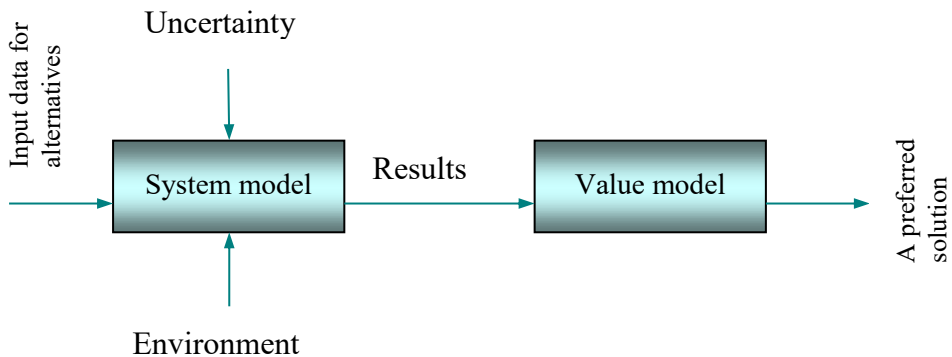 Uncertainty
Input data for
alternatives
System model
Results
Value model
A preferred
solution
Environment